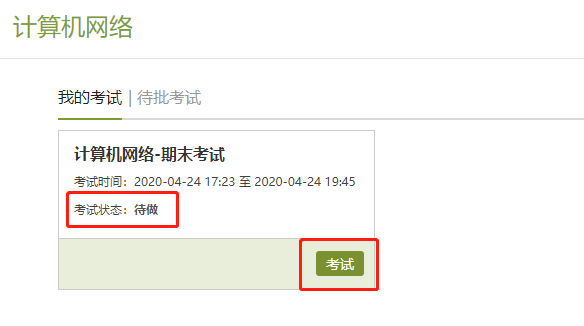 计算机网络
我的考试 | 待批考试
计算机网络-期末考试
考试时间：2020-04-24 17:23 至 2020-04-24 19:45
考试状态：待做
考试